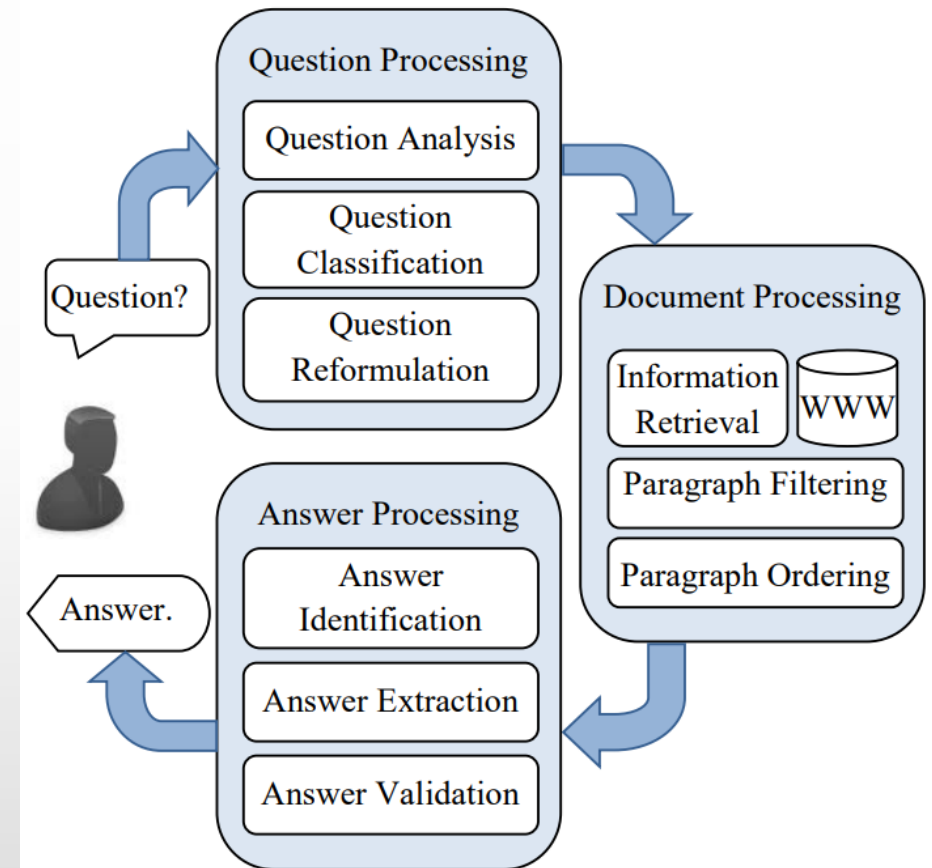 Question Processing
Question Analysis
Question
Classification
Question
Reformulation
Question?
Document Processing
Information
Retrieval
WWW
Paragraph Filtering
Paragraph Ordering
Answer Processing
Answer
Identification
Answer Extraction
Answer Validation
Answer.